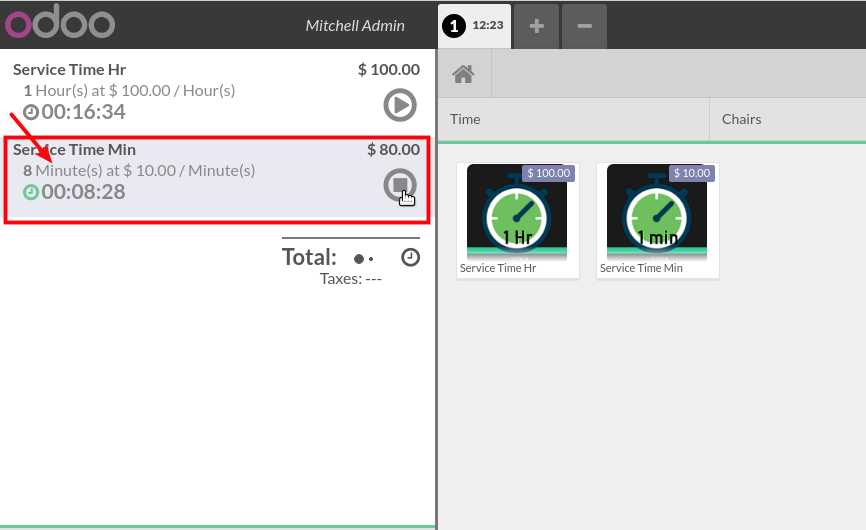 odoo
Mitchell Admin
1 12:23 + −
Service Time Hr $ 100.00
1 Hour(s) at $ 100.00 / Hour(s)
00:16:34
Service Time Min $ 80.00
8 Minute(s) at $ 10.00 / Minute(s)
00:08:28
Total:
Taxes: ---
Time Chairs
$ 100.00
1 Hr
Service Time Hr
$ 10.00
1 min
Service Time Min